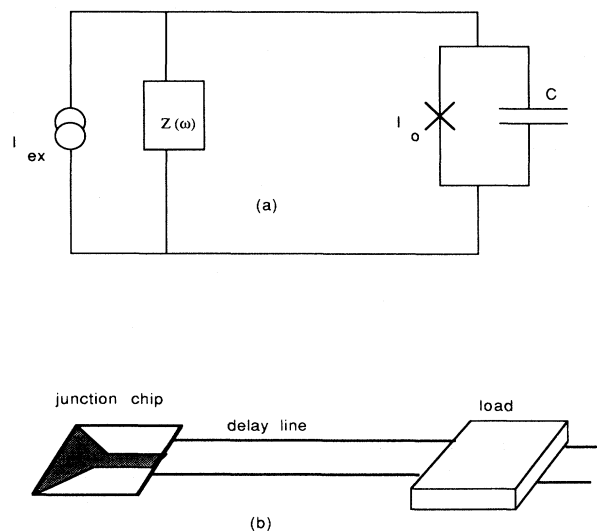 C
I o
Z(ω)
I ex
(a)
junction chip
delay line
load
(b)